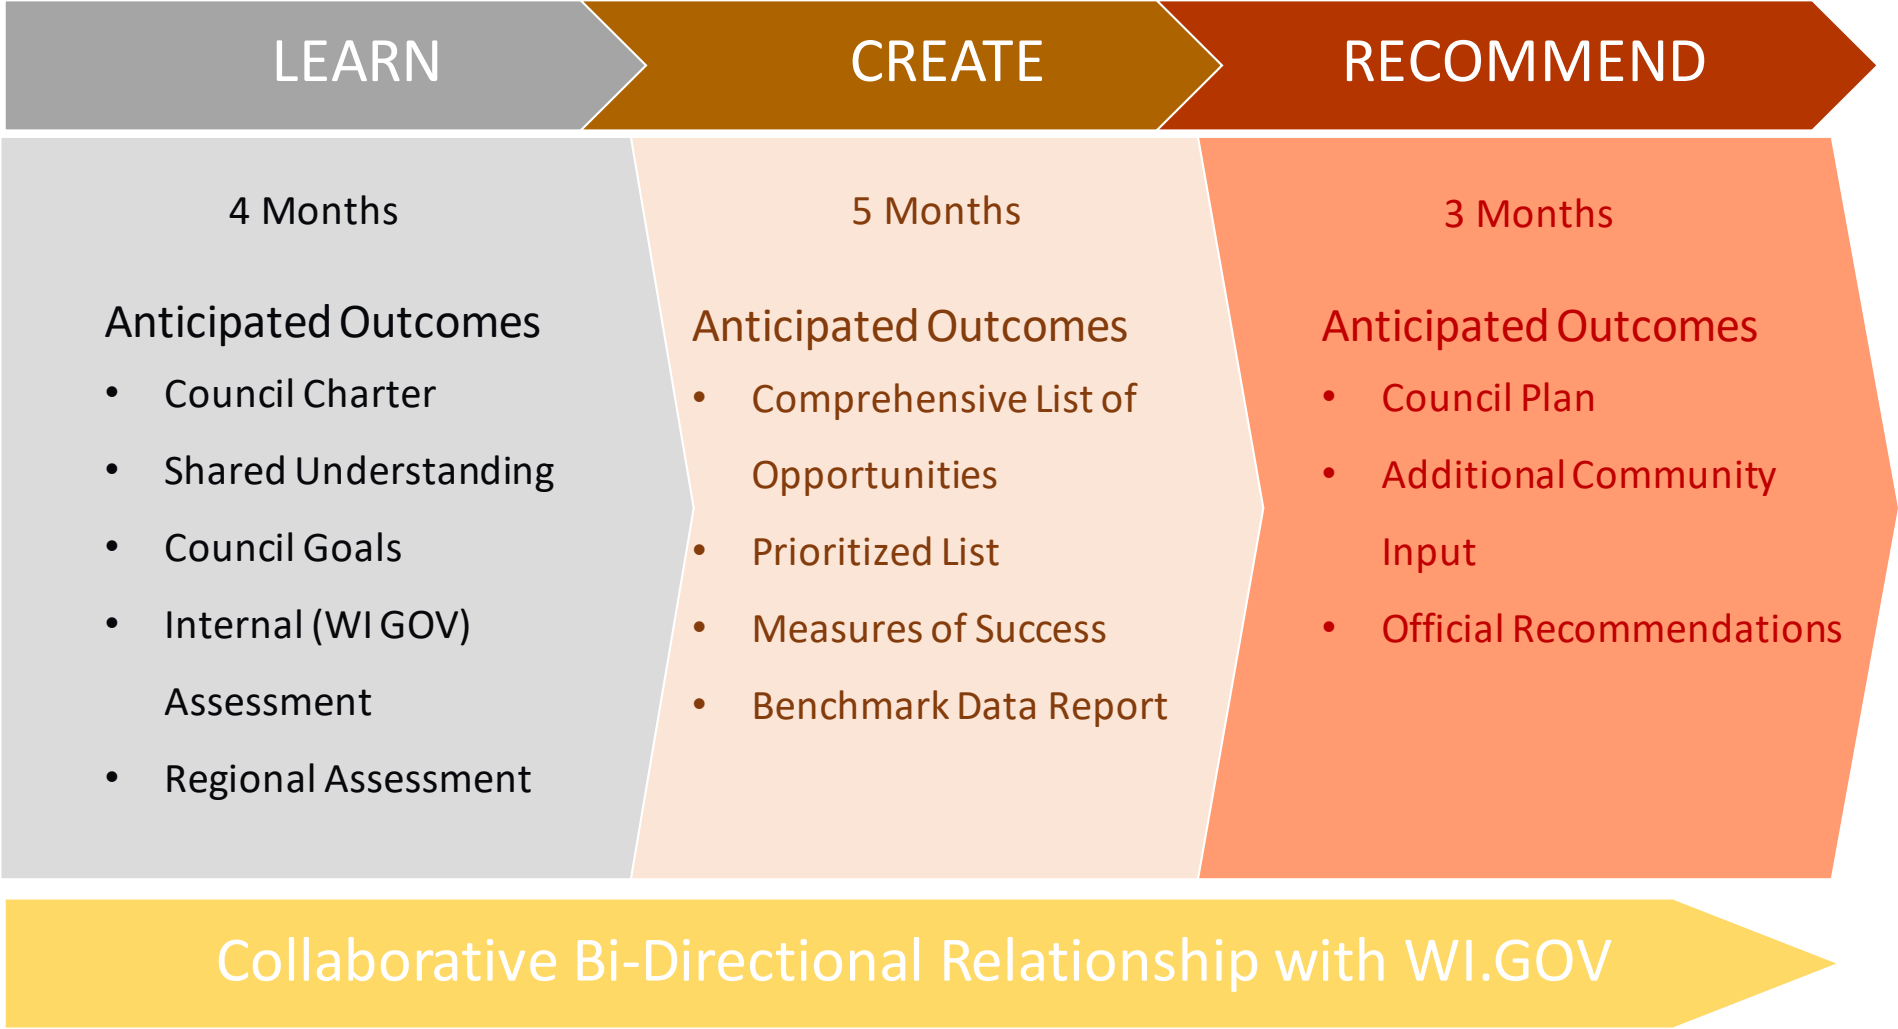 LEARN
CREATE
RECOMMEND
4 Months
Anticipated Outcomes
• Council Charter
• Shared Understanding
• Council Goals
• Internal (WI GOV)
Assessment
• Regional Assessment
5 Months
Anticipated Outcomes
• Comprehensive List of
Opportunities
• Prioritized List
• Measures of Success
• Benchmark Data Report
3 Months
Anticipated Outcomes
• Council Plan
• Additional Community
Input
• Official Recommendations
Collaborative Bi-Directional Relationship with WI.GOV